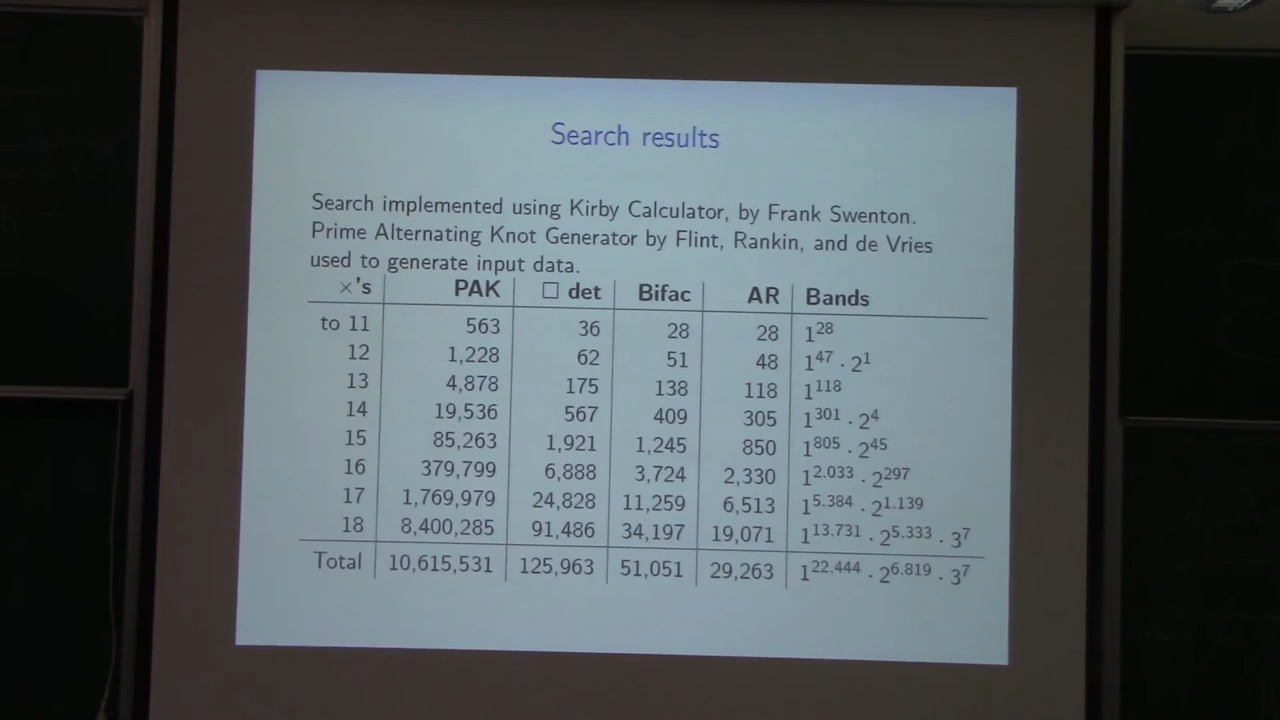 Search results
Search implemented using Kirby Calculator, by Frank Swenton.
Prime Alternating Knot Generator by Flint, Rankin, and de Vries
used to generate input data.
×'s PAK □ det Bifac AR Bands
to 11 563 36 28 28 1^28
12 1,228 62 51 48 1^47 · 2^1
13 4,878 175 138 118 1^118
14 19,536 567 409 305 1^301 · 2^4
15 85,263 1,921 1,245 850 1^805 · 2^45
16 379,799 6,888 3,724 2,330 1^2.033 · 2^297
17 1,769,979 24,828 11,259 6,513 1^5.384 · 2^1.139
18 8,400,285 91,486 34,197 19,071 1^13.731 · 2^5.333 · 3^7
Total 10,615,531 125,963 51,051 29,263 1^22.444 · 2^6.819 · 3^7